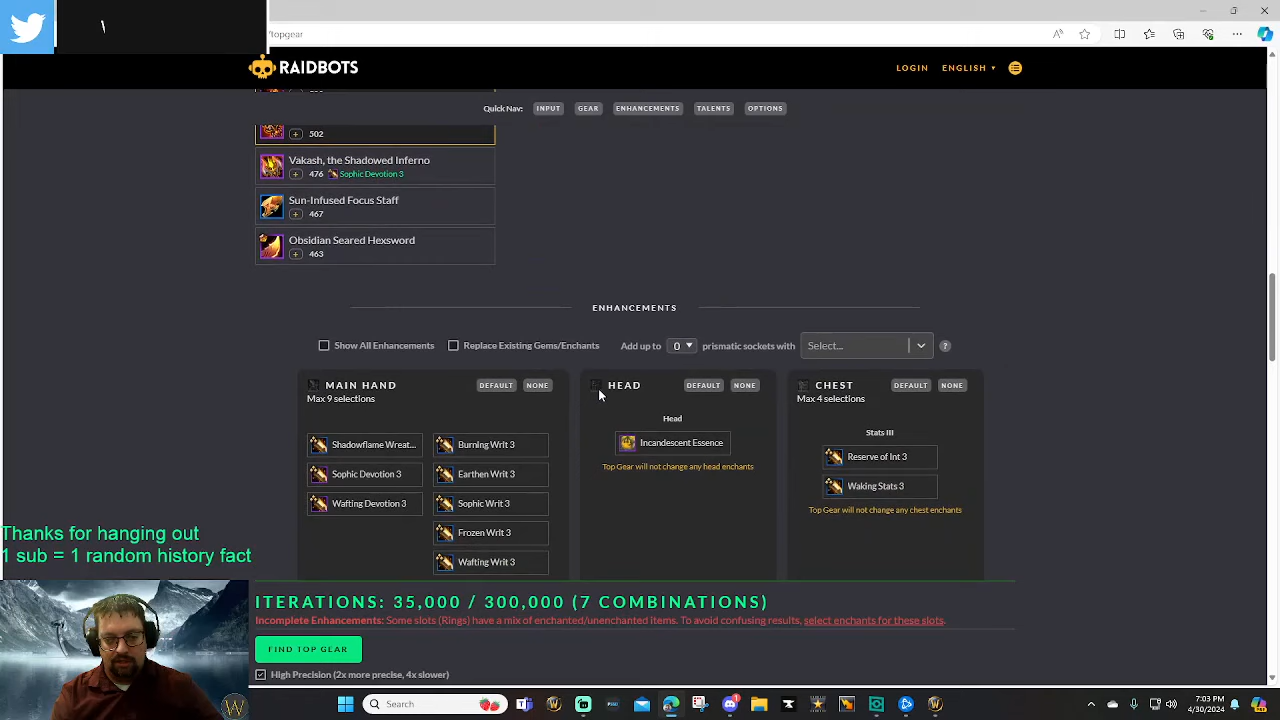 /topgear
RAIDBOTS
LOGIN ENGLISH
Quick Nav: INPUT GEAR ENHANCEMENTS TALENTS OPTIONS
502
Vakash, the Shadowed Inferno
476 Sophic Devotion 3
Sun-Infused Focus Staff
467
Obsidian Seared Hexsword
463
ENHANCEMENTS
Show All Enhancements Replace Existing Gems/Enchants Add up to 0 prismatic sockets with Select... ?
MAIN HAND DEFAULT NONE
Max 9 selections
Shadowflame Wreat... Burning Writ 3
Sophic Devotion 3 Earthen Writ 3
Wafting Devotion 3 Sophic Writ 3
Frozen Writ 3
Wafting Writ 3
HEAD DEFAULT NONE
Head
Incandescent Essence
Top Gear will not change any head enchants
CHEST DEFAULT NONE
Max 4 selections
Stats III
Reserve of Int 3
Waking Stats 3
Top Gear will not change any chest enchants
Thanks for hanging out
1 sub = 1 random history fact
ITERATIONS: 35,000 / 300,000 (7 COMBINATIONS)
Incomplete Enhancements: Some slots (Rings) have a mix of enchanted/unenchanted items. To avoid confusing results, select enchants for these slots.
FIND TOP GEAR
High Precision (2x more precise, 4x slower)
Search
7:03 PM
4/30/2024